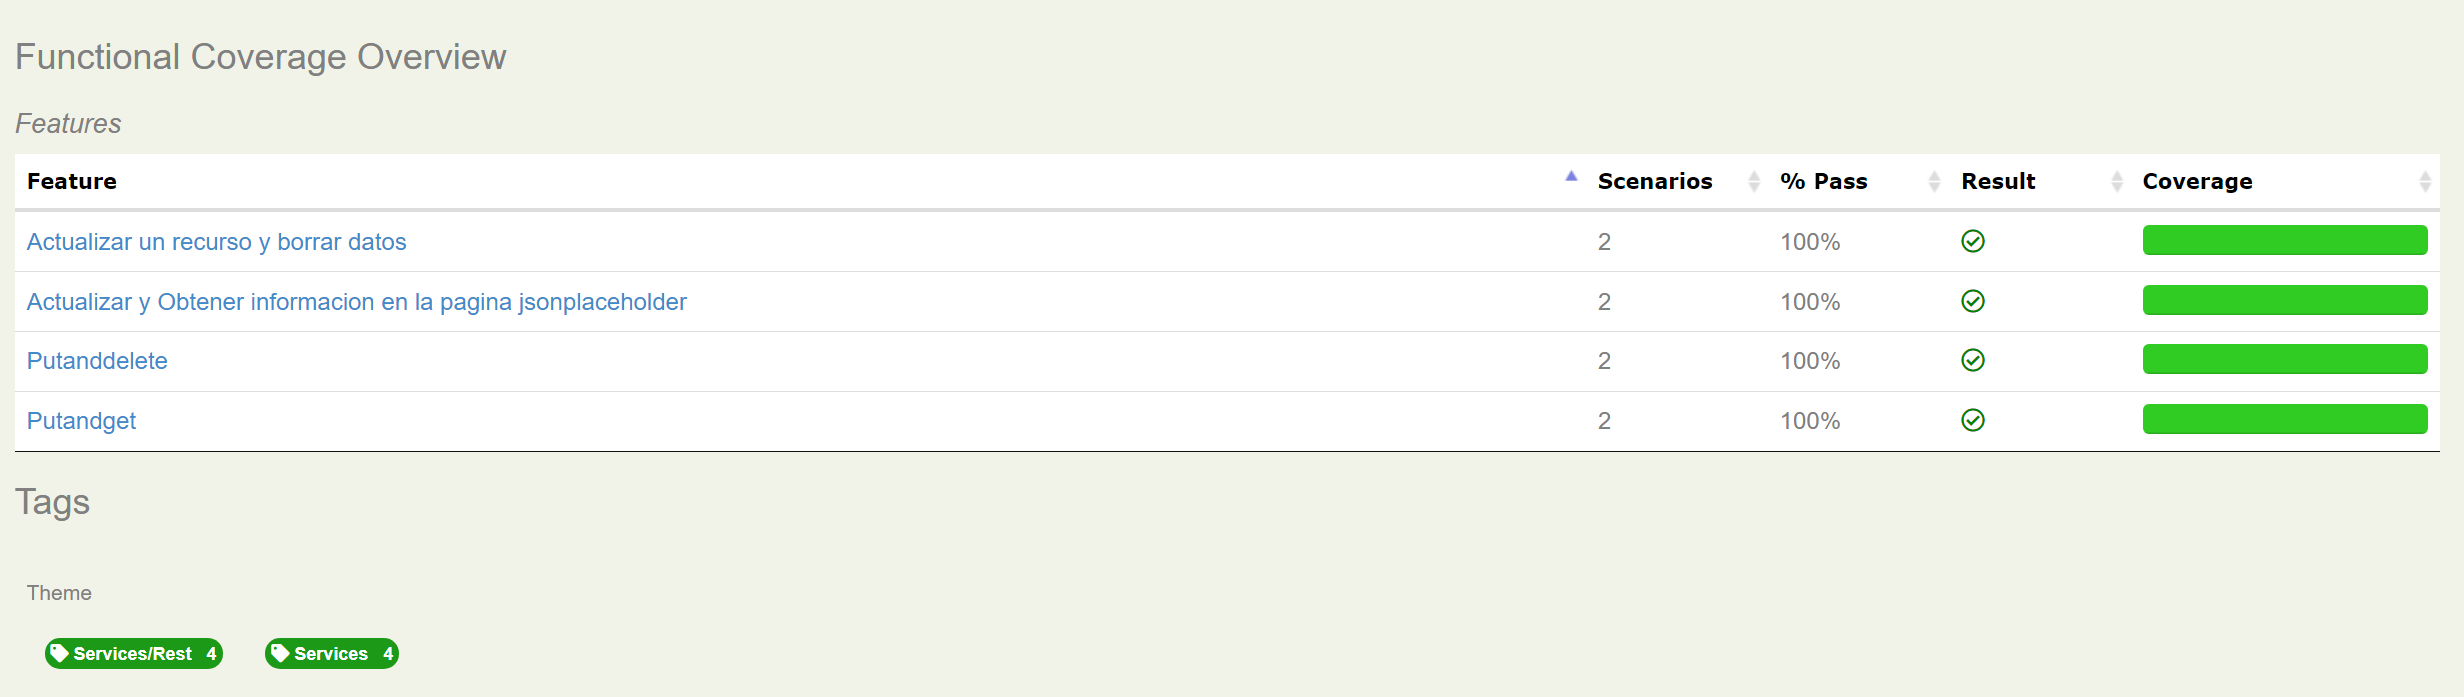 Functional Coverage Overview
Features
Feature Scenarios % Pass Result Coverage
Actualizar un recurso y borrar datos 2 100%
Actualizar y Obtener informacion en la pagina jsonplaceholder 2 100%
Putanddelete 2 100%
Putandget 2 100%
Tags
Theme
Services/Rest 4 Services 4